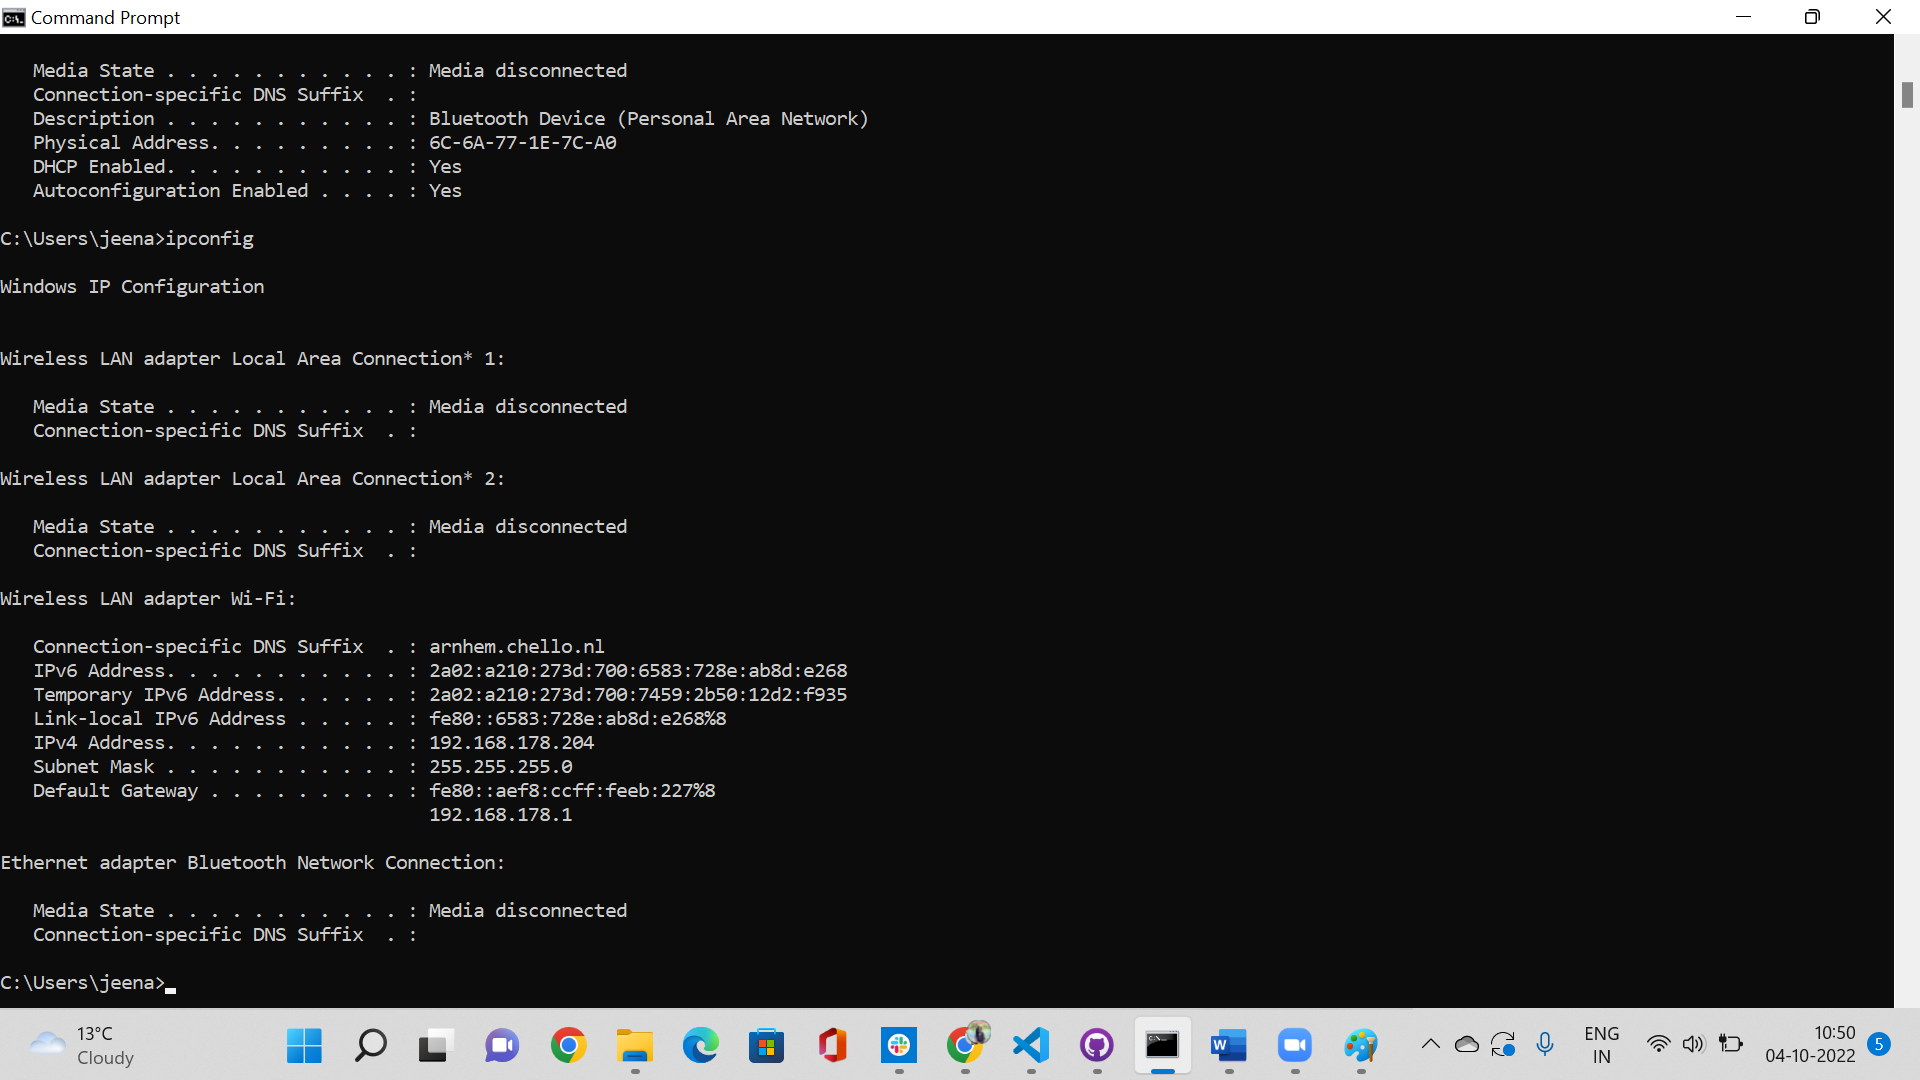 Command Prompt
   Media State . . . . . . . . . . . : Media disconnected
   Connection-specific DNS Suffix  . :
   Description . . . . . . . . . . . : Bluetooth Device (Personal Area Network)
   Physical Address. . . . . . . . . : 6C-6A-77-1E-7C-A0
   DHCP Enabled. . . . . . . . . . . : Yes
   Autoconfiguration Enabled . . . . : Yes
C:\Users\jeena>ipconfig
Windows IP Configuration
Wireless LAN adapter Local Area Connection* 1:
   Media State . . . . . . . . . . . : Media disconnected
   Connection-specific DNS Suffix  . :
Wireless LAN adapter Local Area Connection* 2:
   Media State . . . . . . . . . . . : Media disconnected
   Connection-specific DNS Suffix  . :
Wireless LAN adapter Wi-Fi:
   Connection-specific DNS Suffix  . : arnhem.chello.nl
   IPv6 Address. . . . . . . . . . . : 2a02:a210:273d:700:6583:728e:ab8d:e268
   Temporary IPv6 Address. . . . . . : 2a02:a210:273d:700:7459:2b50:12d2:f935
   Link-local IPv6 Address . . . . . : fe80::6583:728e:ab8d:e268%8
   IPv4 Address. . . . . . . . . . . : 192.168.178.204
   Subnet Mask . . . . . . . . . . . : 255.255.255.0
   Default Gateway . . . . . . . . . : fe80::aef8:ccff:feeb:227%8
                                       192.168.178.1
Ethernet adapter Bluetooth Network Connection:
   Media State . . . . . . . . . . . : Media disconnected
   Connection-specific DNS Suffix  . :
C:\Users\jeena>
13°C
Cloudy
ENG
IN
10:50
04-10-2022
5